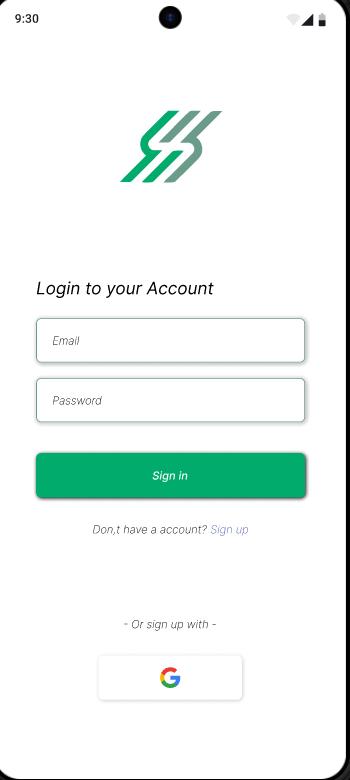 9:30
Login to your Account
Email
Password
Sign in
Don,t have a account? Sign up
- Or sign up with -